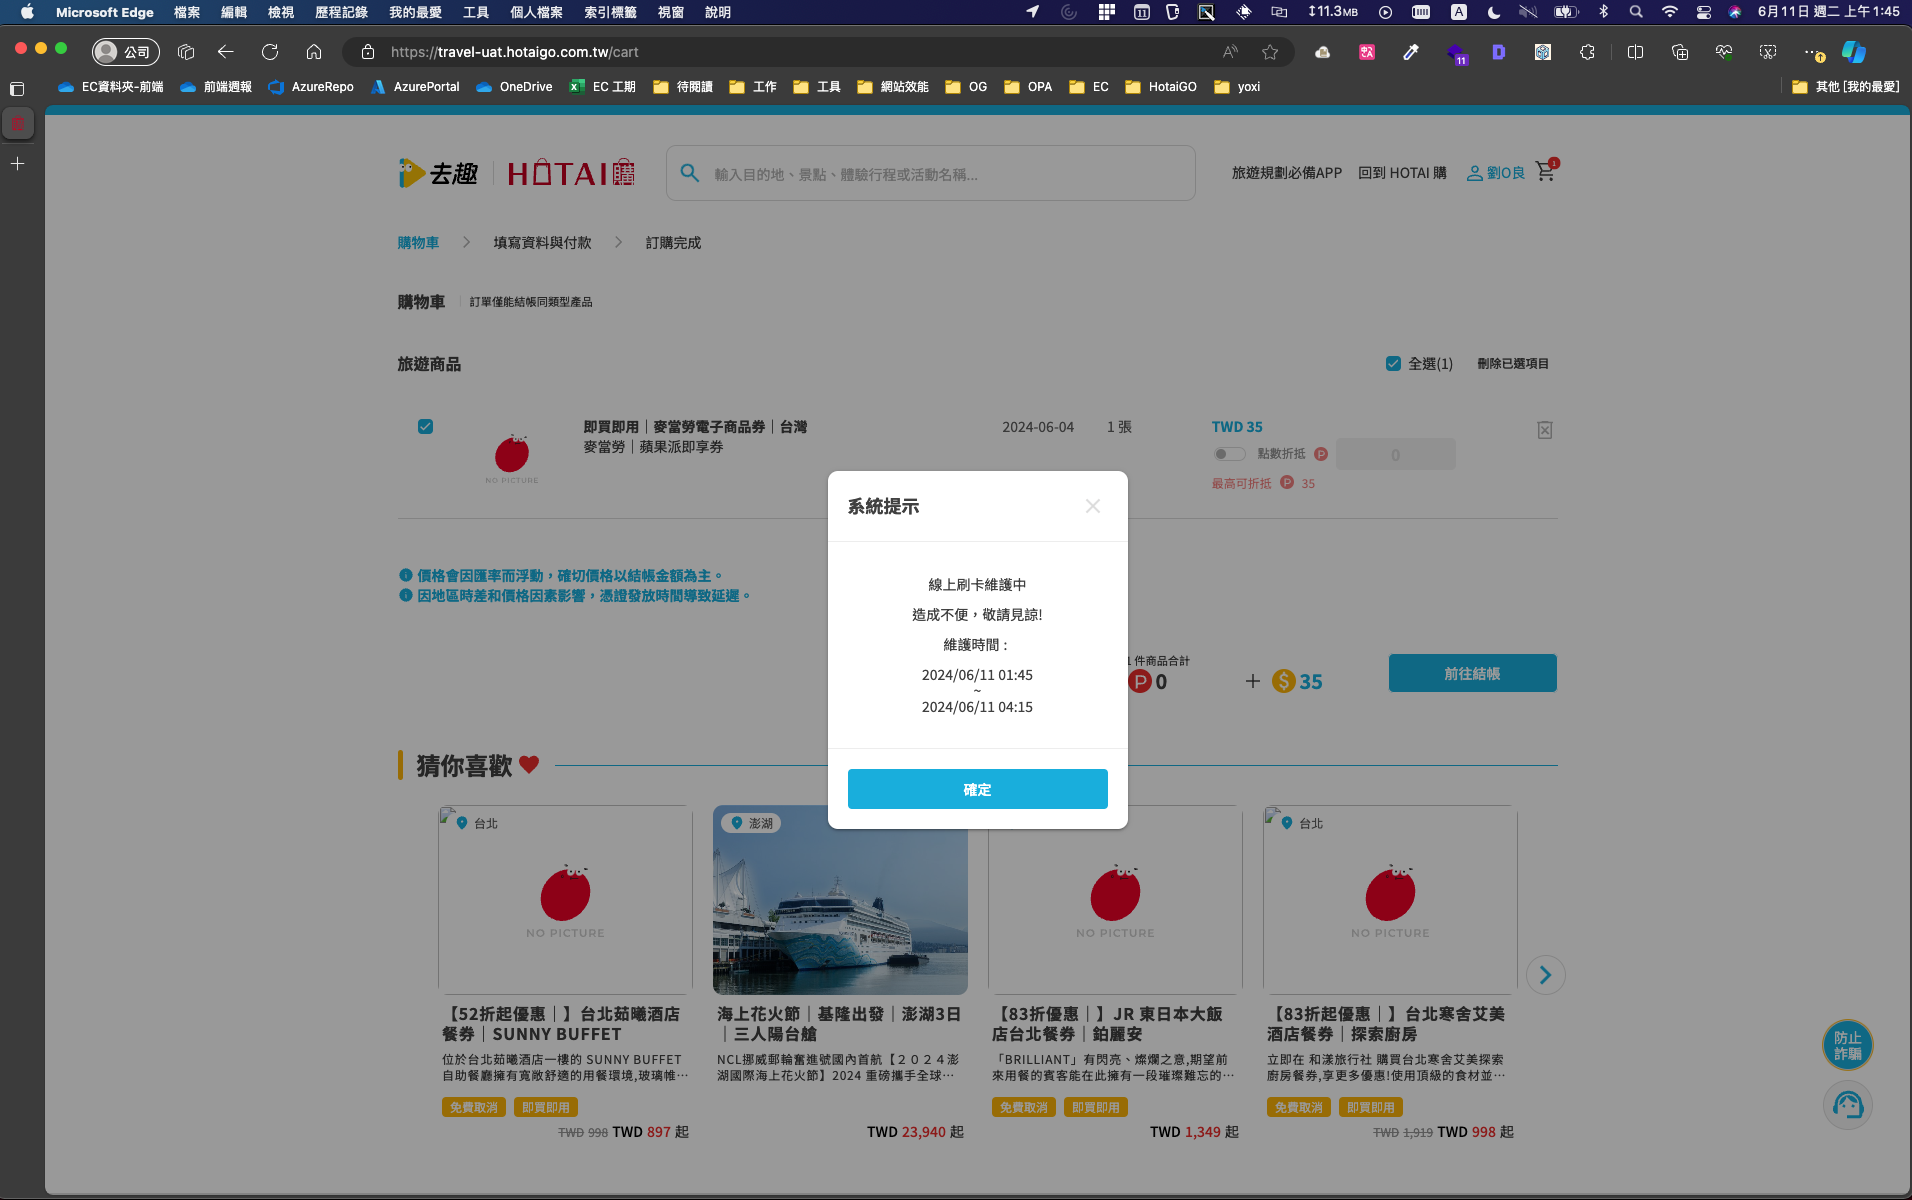 Microsoft Edge 檔案 編輯 檢視 歷程記錄 我的最愛 工具 個人檔案 索引標籤 視窗 說明
11 11.3MB A 6月11日 週二 上午1:45
公司 https://travel-uat.hotaigo.com.tw/cart
11
EC資料夾-前端 前端週報 AzureRepo AzurePortal OneDrive EC 工期 待閱讀 工作 工具 網站效能 OG OPA EC HotaiGO yoxi 其他 [我的最愛]
去趣 HOTAI購 輸入目的地、景點、體驗行程或活動名稱... 旅遊規劃必備APP 回到 HOTAI 購 劉O良 1
購物車 填寫資料與付款 訂購完成
購物車 訂單僅能結帳同類型產品
旅遊商品 全選(1) 刪除已選項目
即買即用｜麥當勞電子商品券｜台灣 2024-06-04 1 張 TWD 35
麥當勞｜蘋果派即享券
點數折抵 P 0
NO PICTURE
最高可折抵 P 35
系統提示
線上刷卡維護中
造成不便，敬請見諒!
維護時間 :
2024/06/11 01:45
~
2024/06/11 04:15
確定
價格會因匯率而浮動，確切價格以結帳金額為主。
因地區時差和價格因素影響，憑證發放時間導致延遲。
1 件商品合計
P 0 + $ 35 前往結帳
猜你喜歡
台北
NO PICTURE
【52折起優惠｜】台北茹曦酒店
餐券｜SUNNY BUFFET
位於台北茹曦酒店一樓的 SUNNY BUFFET
自助餐廳擁有寬敞舒適的用餐環境,玻璃帷…
免費取消 即買即用
TWD 998 TWD 897 起
澎湖
海上花火節｜基隆出發｜澎湖3日
｜三人陽台艙
NCL挪威郵輪奮進號國內首航【２０２４澎
湖國際海上花火節】2024 重磅攜手全球…
TWD 23,940 起
NO PICTURE
【83折起優惠｜】JR 東日本大飯
店台北餐券｜鉑麗安
「BRILLIANT」有閃亮、燦爛之意,期望前
來用餐的賓客能在此擁有一段璀璨難忘的…
免費取消 即買即用
TWD 1,349 起
台北
NO PICTURE
【83折起優惠｜】台北寒舍艾美
酒店餐券｜探索廚房
立即在 和漾旅行社 購買台北寒舍艾美探索
廚房餐券,享更多優惠!使用頂級的食材並…
免費取消 即買即用
TWD 1,919 TWD 998 起
防止
詐騙